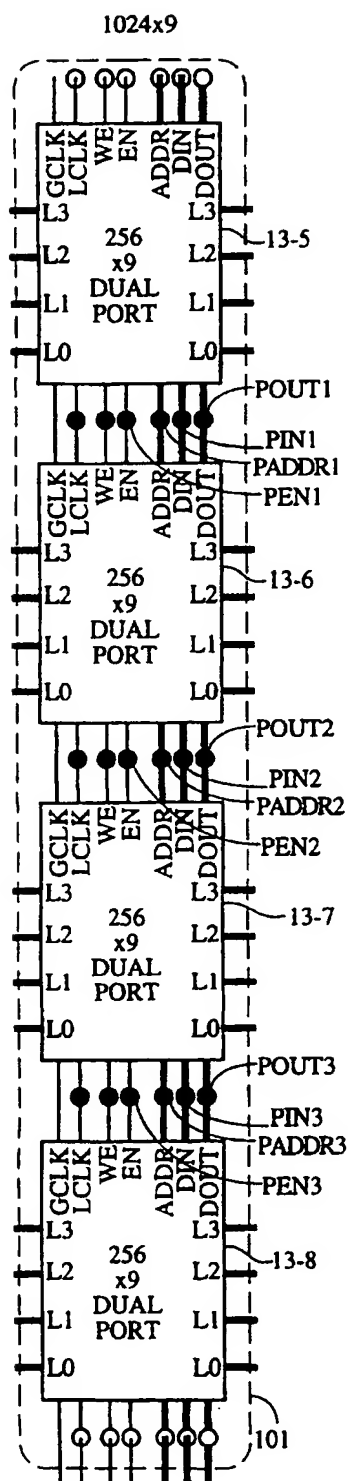 1024x9
GCLK LCLK WE EN ADDR DIN DOUT
L3 L3
13-5
L2 256 L2
x9
DUAL
L1 PORT L1
L0 L0
POUT1
PIN1
PADDR1
PEN1
GCLK LCLK WE EN ADDR DIN DOUT
L3 L3
13-6
L2 256 L2
x9
DUAL
L1 PORT L1
L0 L0
POUT2
PIN2
PADDR2
PEN2
GCLK LCLK WE EN ADDR DIN DOUT
L3 L3
13-7
L2 256 L2
x9
DUAL
L1 PORT L1
L0 L0
POUT3
PIN3
PADDR3
PEN3
GCLK LCLK WE EN ADDR DIN DOUT
L3 L3
13-8
L2 256 L2
x9
DUAL
L1 PORT L1
L0 L0
101